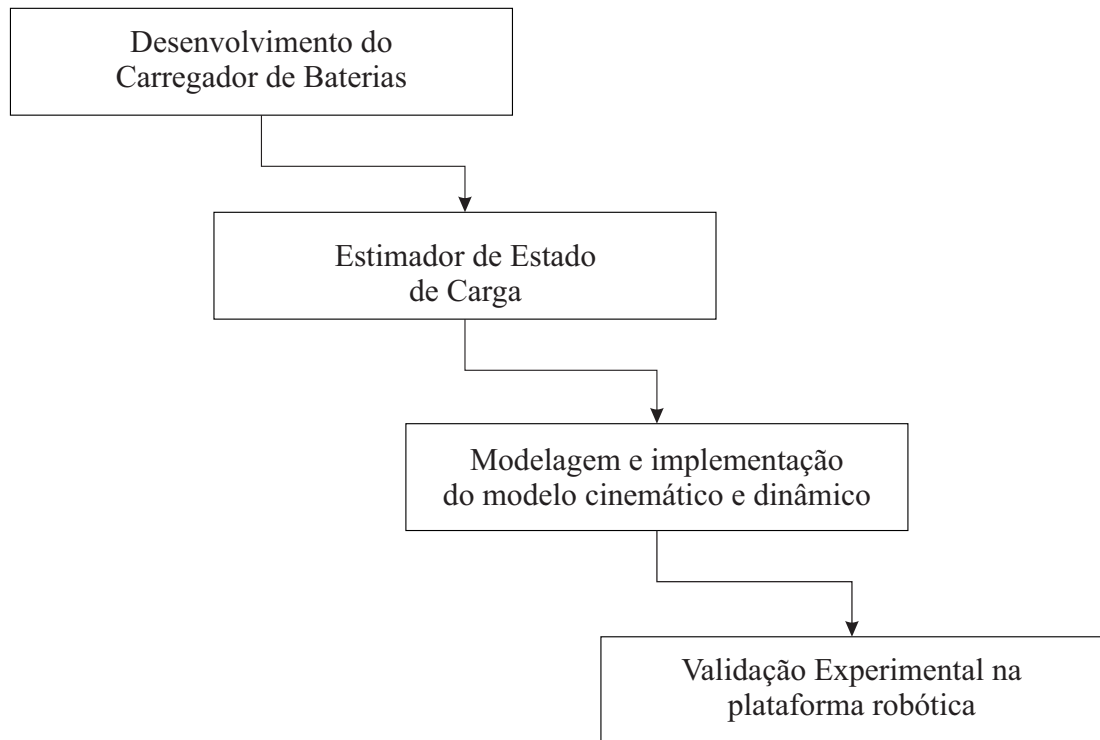 Desenvolvimento do
Carregador de Baterias
Estimador de Estado
de Carga
Modelagem e implementação
do modelo cinemático e dinâmico
Validação Experimental na
plataforma robótica